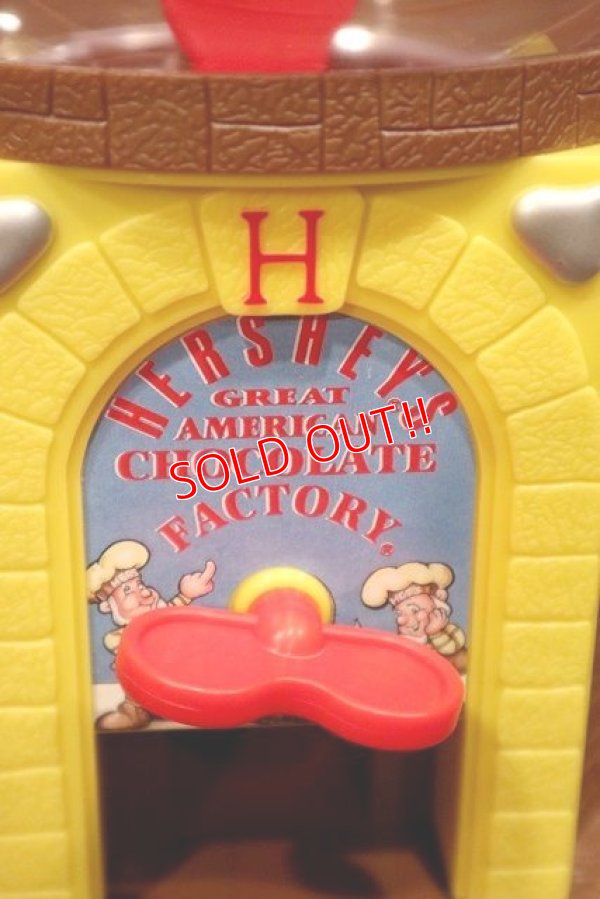 H
HERSHEY'S
GREAT
AMERICAN
CHOCOLATE
FACTORY®
SOLD OUT!!